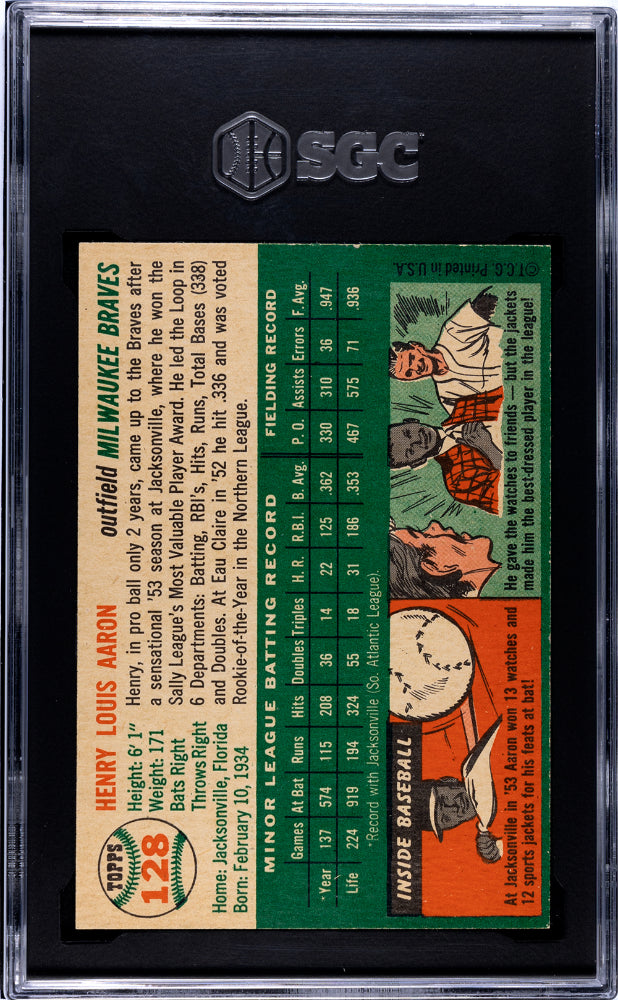 SGC
TOPPS
128
HENRY LOUIS AARON
outfield MILWAUKEE BRAVES
Height: 6' 1"
Weight: 171
Bats Right
Throws Right
Home: Jacksonville, Florida
Born: February 10, 1934
Henry, in pro ball only 2 years, came up to the Braves after
a sensational '53 season at Jacksonville, where he won the
Sally League's Most Valuable Player Award. He led the Loop in
6 Departments: Batting, RBI's, Hits, Runs, Total Bases (338)
and Doubles. At Eau Claire in '52 he hit .336 and was voted
Rookie-of-the-Year in the Northern League.
MINOR LEAGUE BATTING RECORD FIELDING RECORD
Games At Bat Runs Hits Doubles Triples H. R. R.B.I. B. Avg. P. O. Assists Errors F. Avg.
*Year 137 574 115 208 36 14 22 125 .362 330 310 36 .947
Life 224 919 194 324 55 18 31 186 .353 467 575 71 .936
*Record with Jacksonville (So. Atlantic League).
©T.C.G. Printed in U.S.A.
INSIDE BASEBALL
At Jacksonville in '53 Aaron won 13 watches and
12 sports jackets for his feats at bat!
He gave the watches to friends — but the jackets
made him the best-dressed player in the league!